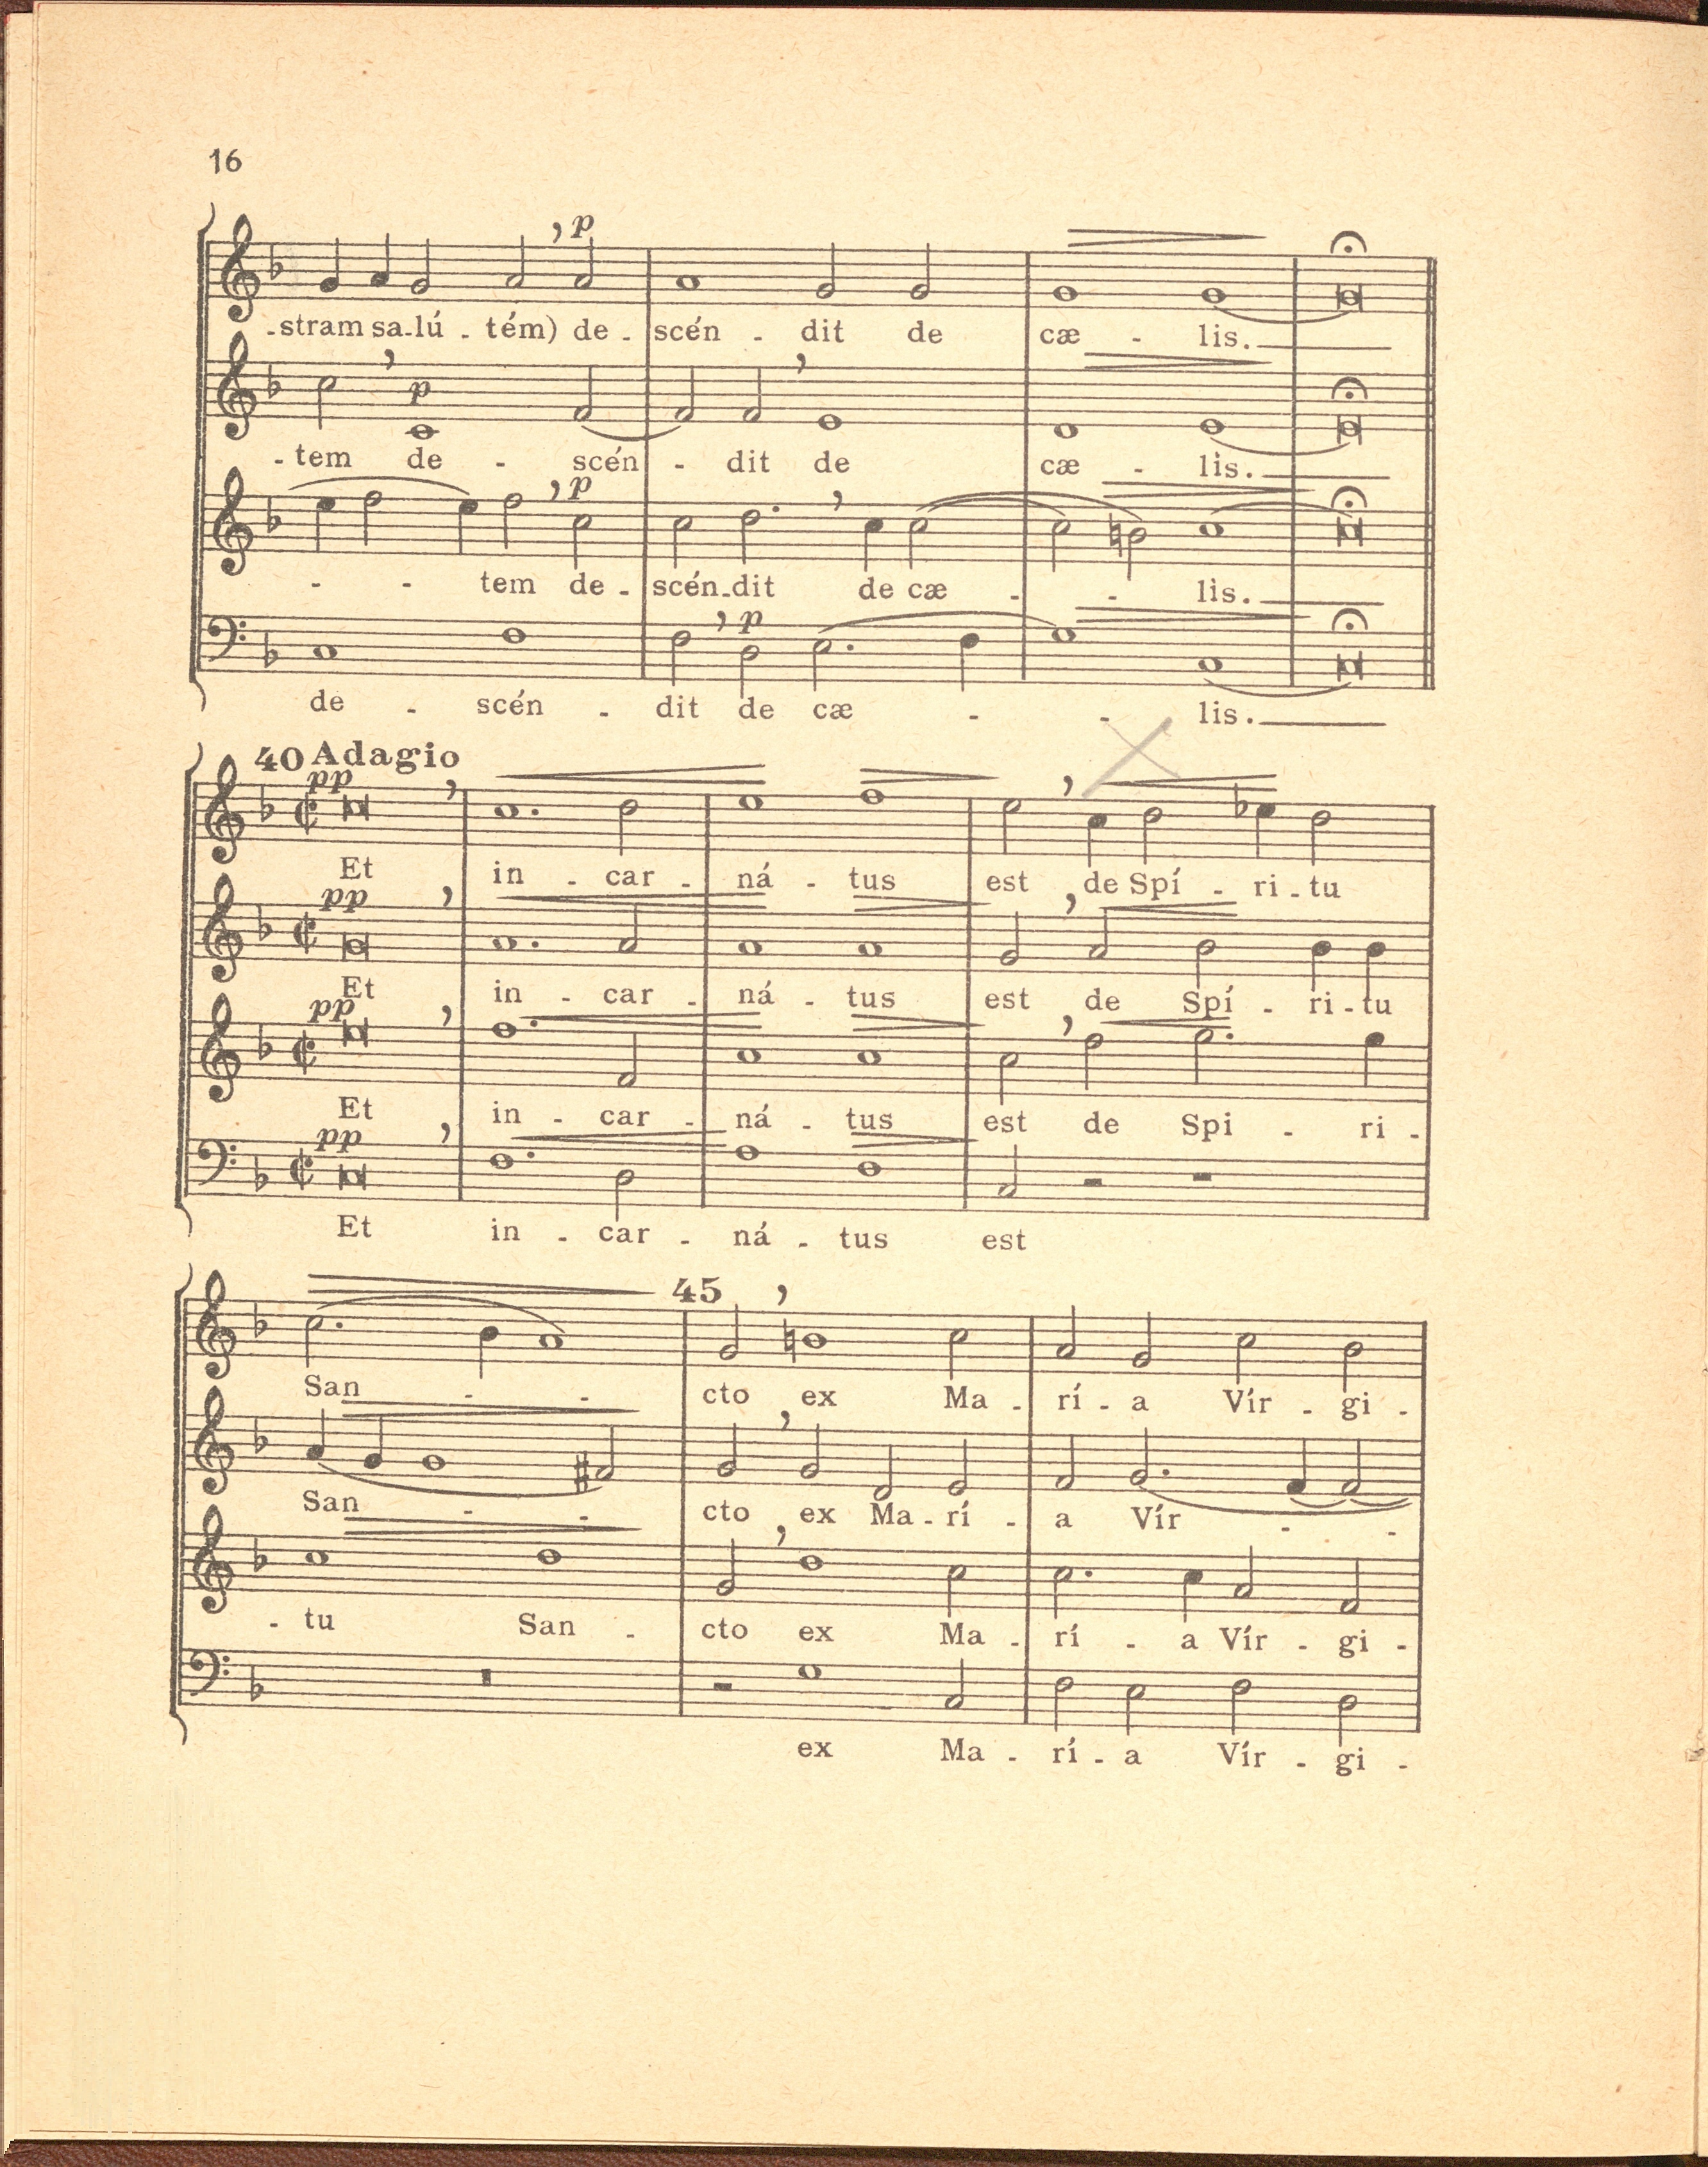 16
p
-stram sa-lú - tém) de - scén - dit de cæ - lis.
p
-tem de - scén - dit de cæ - lis.
p
- - tem de - scén-dit de cæ - - lis.
p
de - scén - dit de cæ - - lis.
40 Adagio
pp
Et in - car - ná - tus est de Spí - ri - tu
pp
Et in - car - ná - tus est de Spí - ri - tu
pp
Et in - car - ná - tus est de Spi - ri -
pp
Et in - car - ná - tus est
45
San - - cto ex Ma - rí - a Vír - gi -
San - - cto ex Ma - rí - a Vír - -
- tu San - cto ex Ma - rí - a Vír - gi -
ex Ma - rí - a Vír - gi -